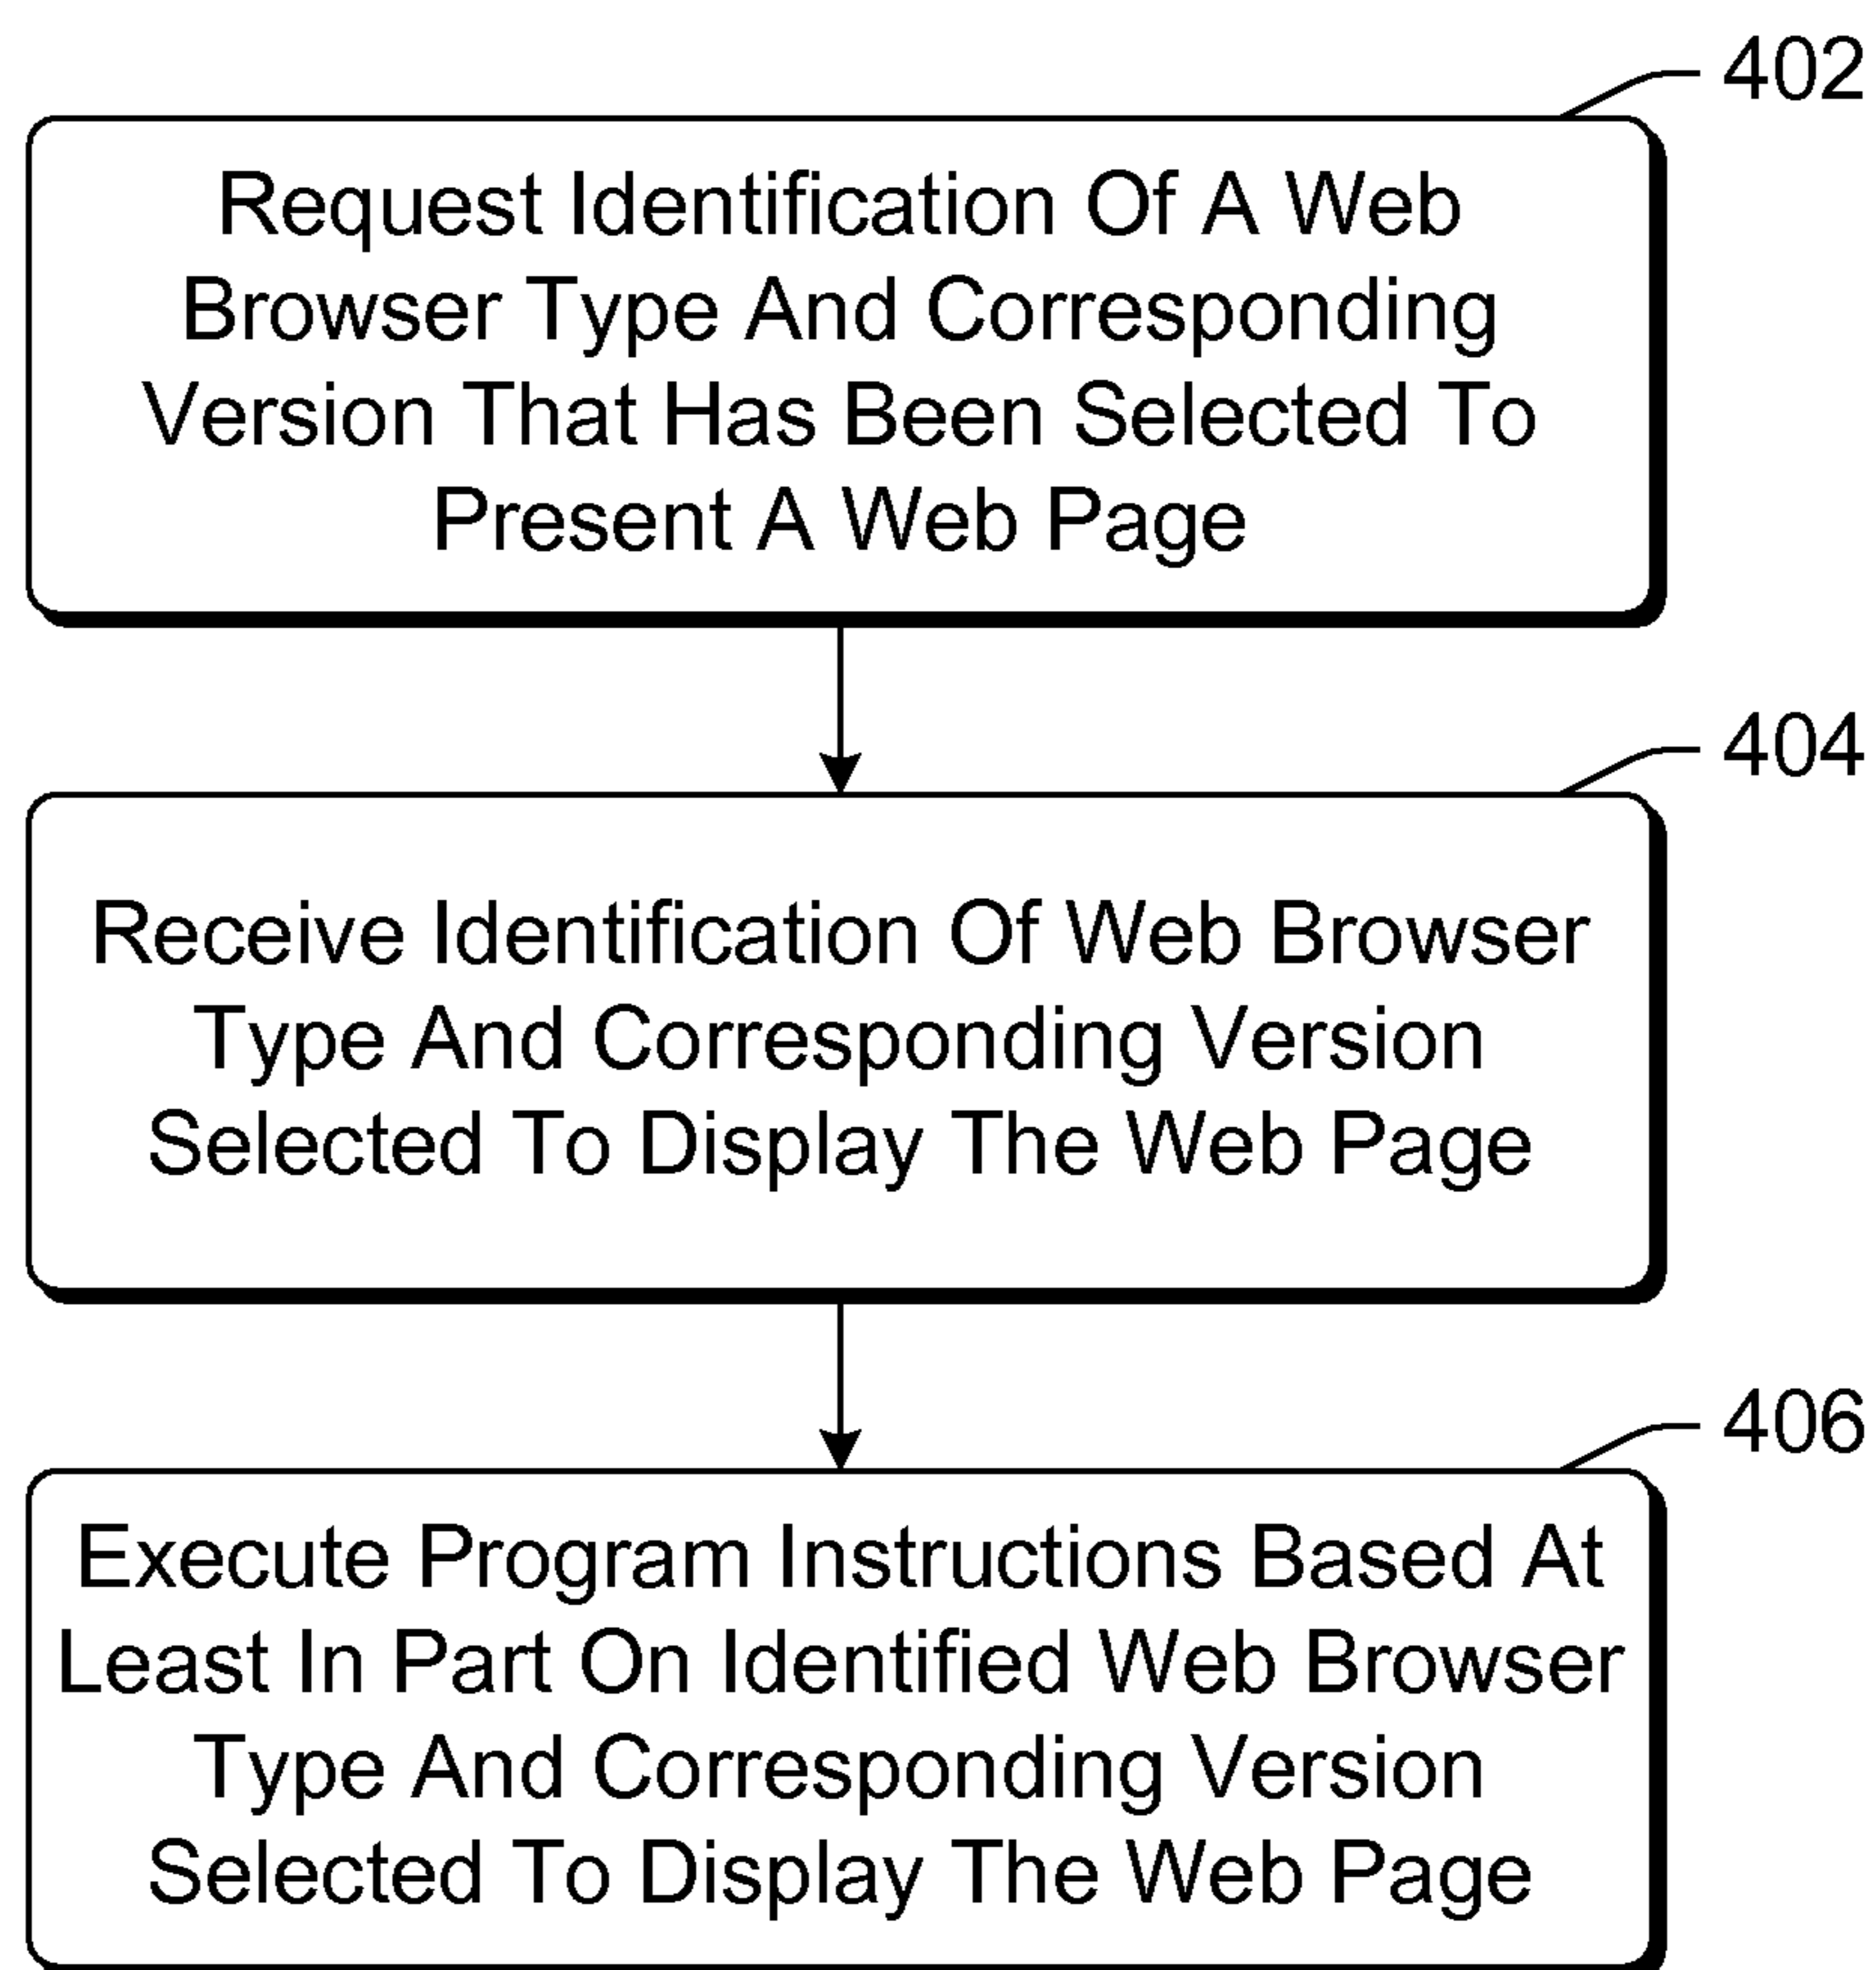 402
Request Identification Of A Web
Browser Type And Corresponding
Version That Has Been Selected To
Present A Web Page
404
Receive Identification Of Web Browser
Type And Corresponding Version
Selected To Display The Web Page
406
Execute Program Instructions Based At
Least In Part On Identified Web Browser
Type And Corresponding Version
Selected To Display The Web Page